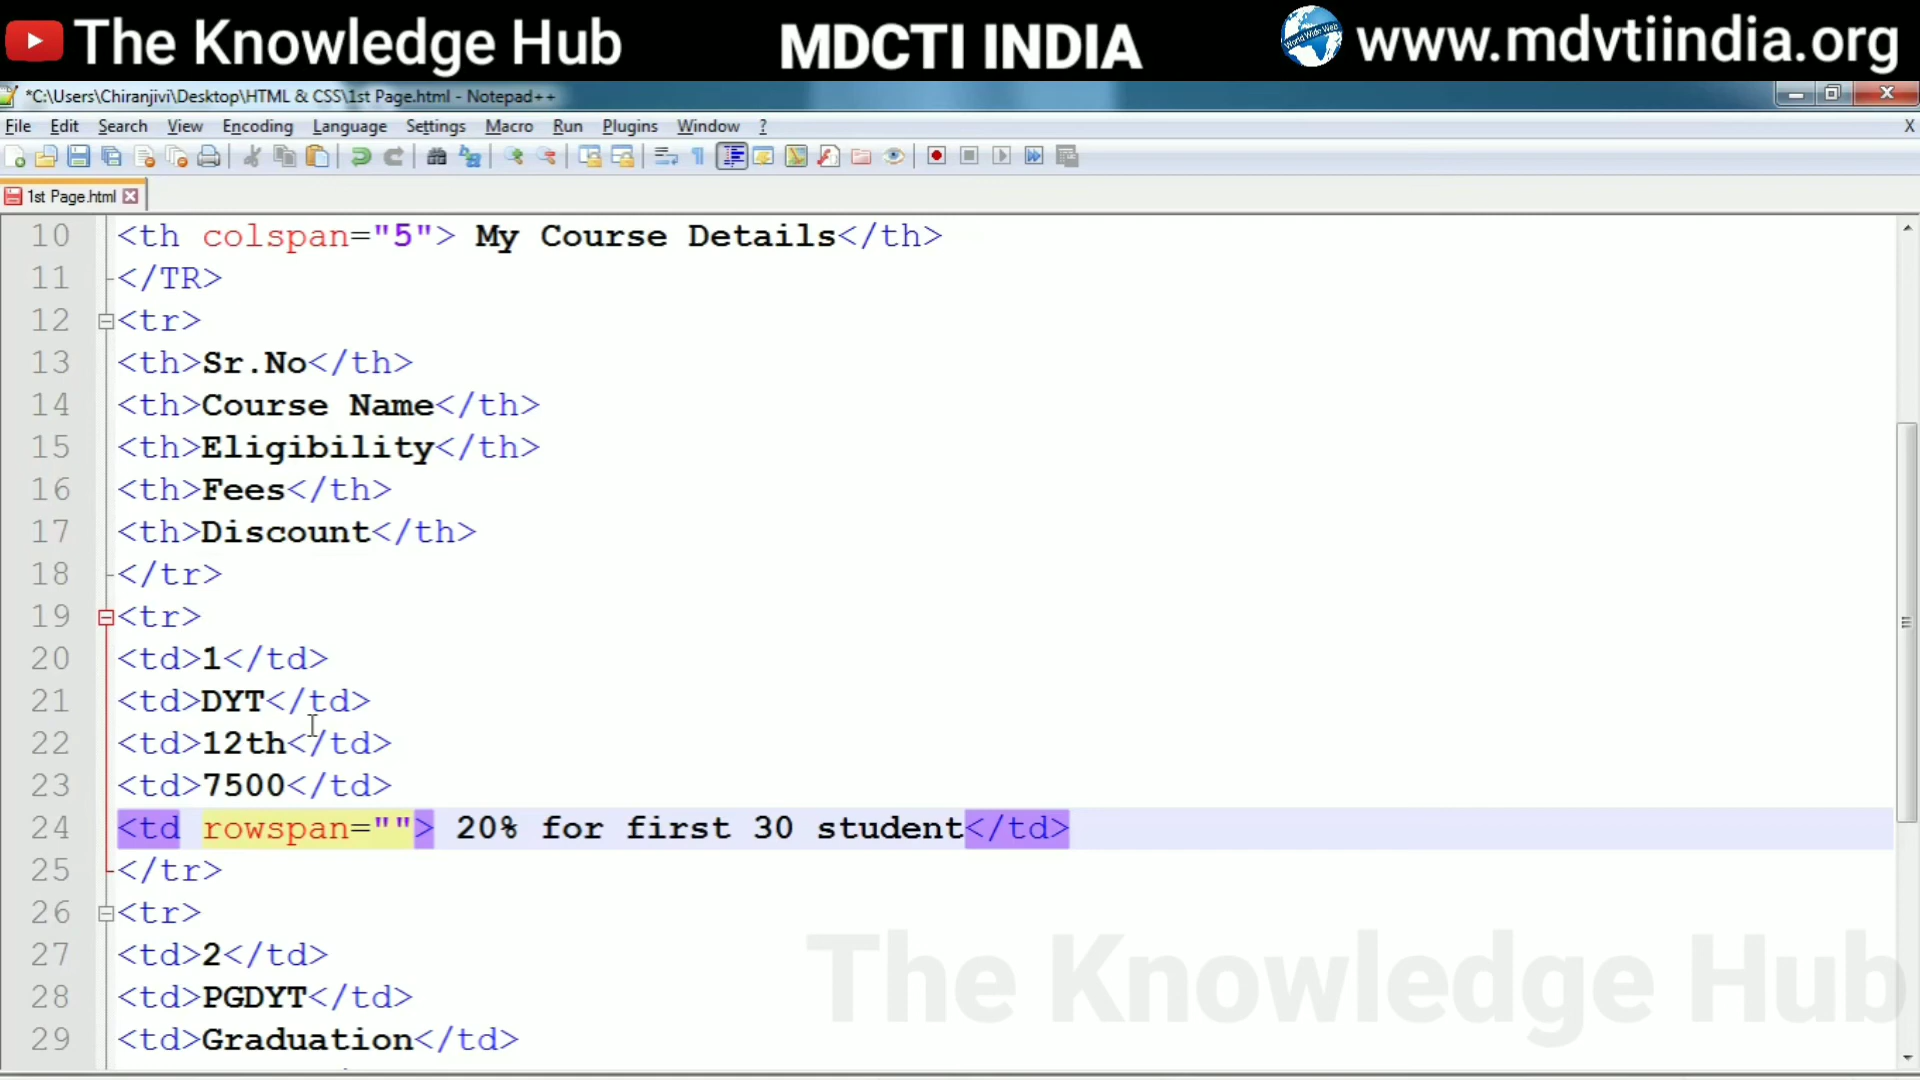 The Knowledge Hub MDCTI INDIA www.mdvtiindia.org
World Wide Web
*C:\Users\Chiranjivi\Desktop\HTML & CSS\1st Page.html - Notepad++
File Edit Search View Encoding Language Settings Macro Run Plugins Window ? X
1st Page.html
10 <th colspan="5"> My Course Details</th>
11 </TR>
12 <tr>
13 <th>Sr.No</th>
14 <th>Course Name</th>
15 <th>Eligibility</th>
16 <th>Fees</th>
17 <th>Discount</th>
18 </tr>
19 <tr>
20 <td>1</td>
21 <td>DYT</td>
22 <td>12th</td>
23 <td>7500</td>
24 <td rowspan=""> 20% for first 30 student</td>
25 </tr>
26 <tr>
27 <td>2</td>
28 <td>PGDYT</td>
29 <td>Graduation</td>
The Knowledge Hub